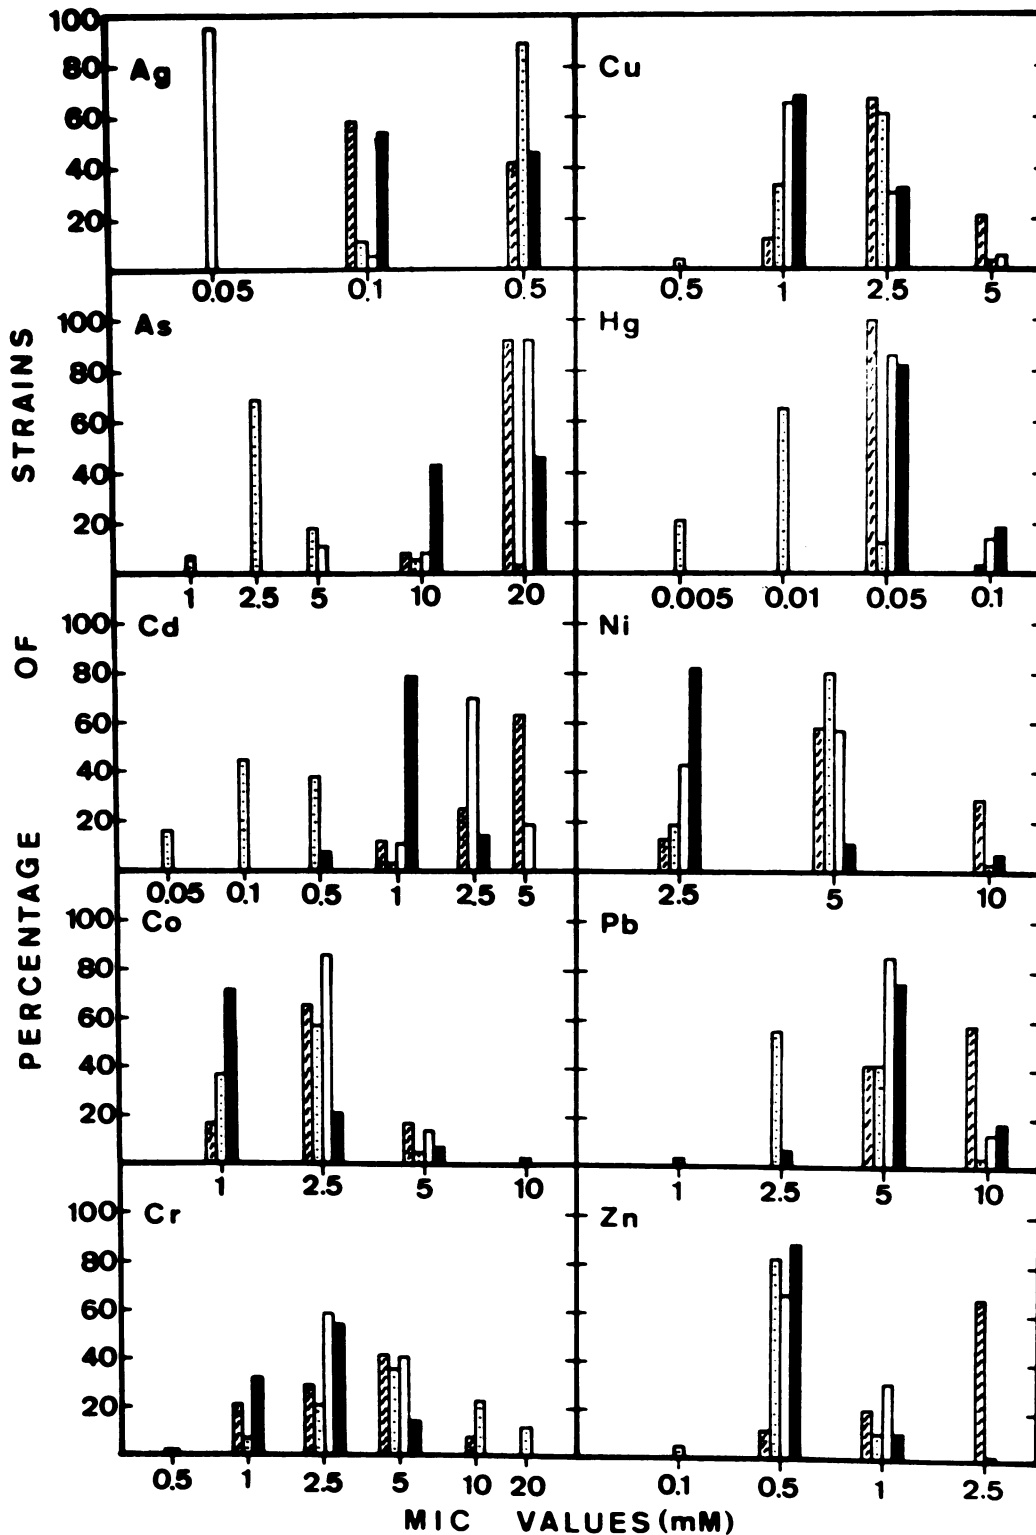 100
80
60
40
20
Ag
Cu
0.05 0.1 0.5
0.5 1 2.5 5
100
80
60
40
20
As
Hg
1 2.5 5 10 20
0.005 0.01 0.05 0.1
100
80
60
40
20
Cd
Ni
0.05 0.1 0.5 1 2.5 5
2.5 5 10
100
80
60
40
20
Co
Pb
1 2.5 5 10
1 2.5 5 10
100
80
60
40
20
Cr
Zn
0.5 1 2.5 5 10 20
0.1 0.5 1 2.5
PERCENTAGE OF STRAINS
MIC VALUES (mM)